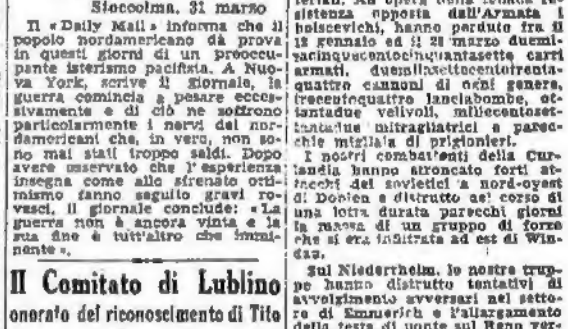 Stoccolma, 31 marzo
Il «Daily Mail» informa che il
popolo nordamericano dà prova
in questi giorni di un preoccu-
pante isterismo pacifista. A Nuo-
va York, scrive il giornale, la
guerra comincia a pesare ecces-
sivamente e di ciò ne soffrono
particolarmente i nervi dei nor-
damericani che, in vero, non so-
no mai stati troppo saldi. Dopo
avere osservato che l'esperienza
insegna come allo sfrenato otti-
mismo fanno seguito gravi ro-
vesci, il giornale conclude: «La
guerra non è ancora vinta e la
sua fine è tutt'altro che immi-
nente».
Il Comitato di Lublino
onorato del riconoscimento di Tito
sistenza opposta dall'Armata i
bolscevichi, hanno perduto fra il
12 gennaio ed il 21 marzo duemi-
lacinquecentocinquantasette carri
armati, duemilasettecentotrenta-
quattro cannoni di ogni genere,
trecentoquattro lanciabombe, ot-
tantadue velivoli, millecentoset-
tantadue mitragliatrici e parec-
chie migliaia di prigionieri.
I nostri combattenti della Cur-
landia hanno stroncato forti at-
tacchi dei sovietici a nord-ovest
di Doblen e distrutto nel corso di
una lotta durata parecchi giorni
la massa di un gruppo di forze
che si era infiltrata ad est di Win-
dau.
Sul Niederrheim, le nostre trup-
pe hanno distrutto tentativi di
avvolgimento avversari nel setto-
re di Emmerich e l'allargamento
della testa di ponte sul Reno ver-